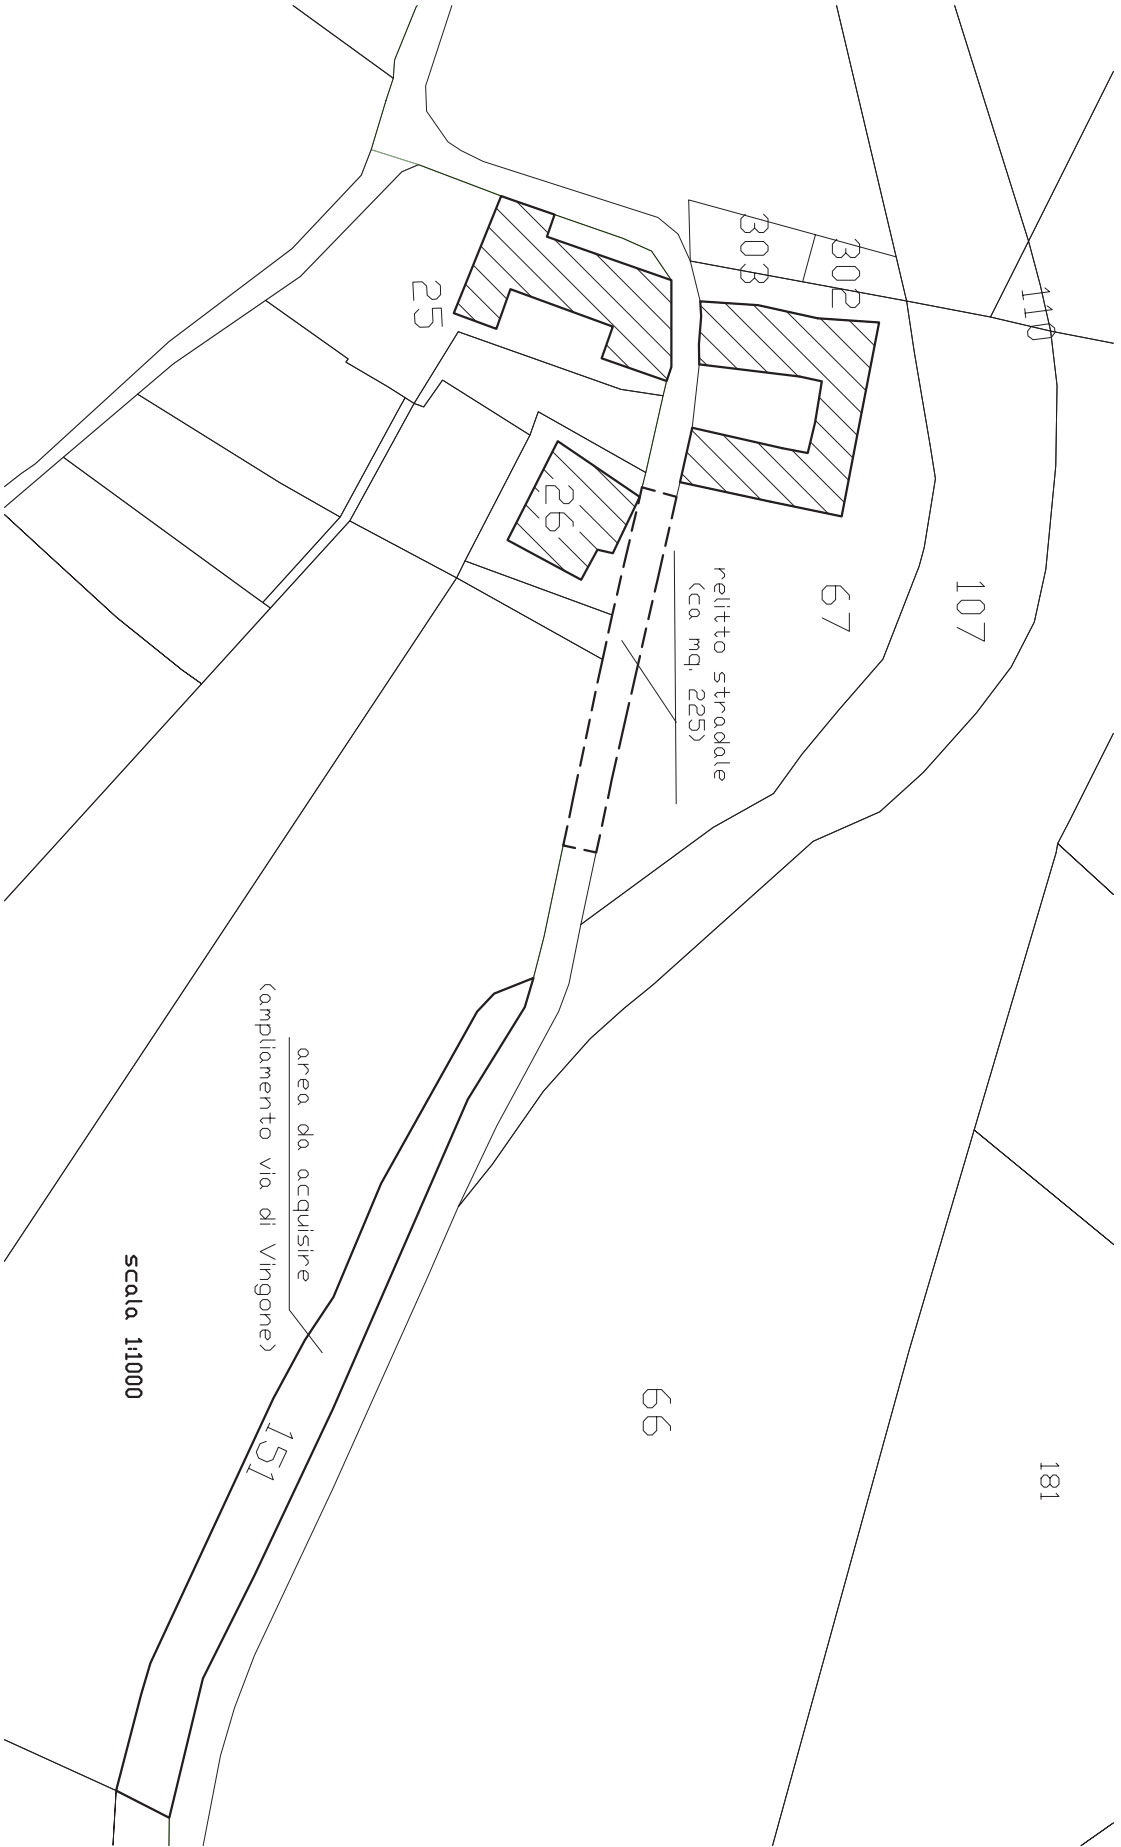 303
302
110
25
26
67
107
relitto stradale
(ca mq. 225)
area da acquisire
(ampliamento via di Vingone)
scala 1:1000
66
181
151